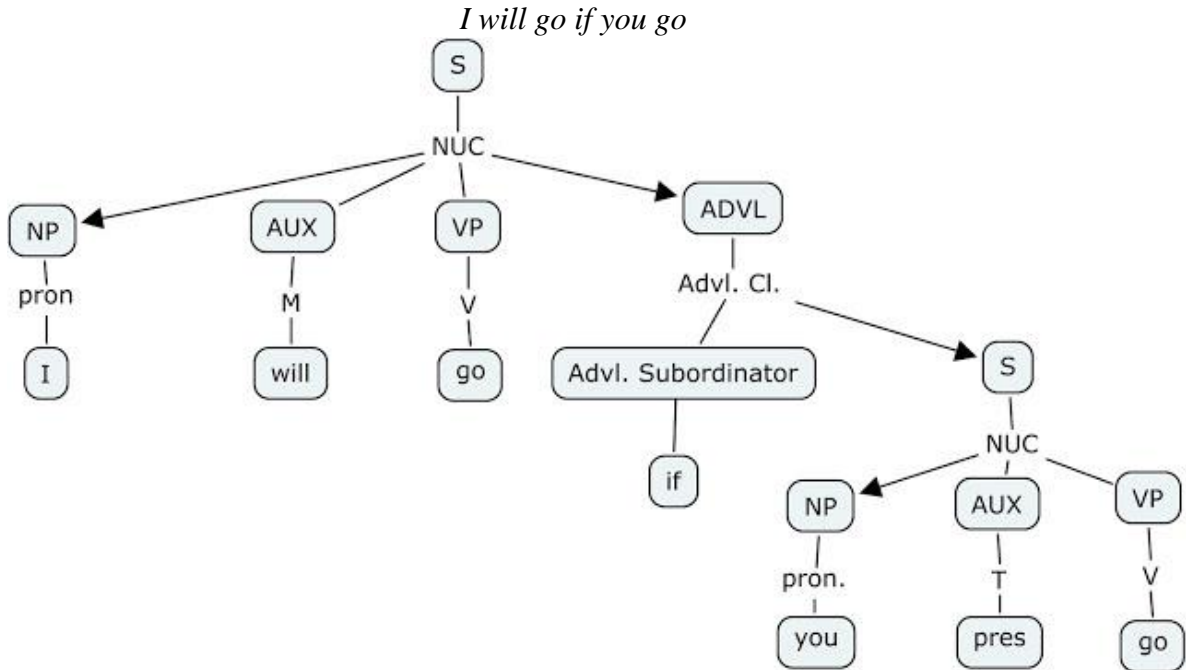 I will go if you go
S
NUC
NP AUX VP ADVL
pron M V Advl. Cl.
I will go Advl. Subordinator S
if NUC
NP AUX VP
pron. T V
you pres go